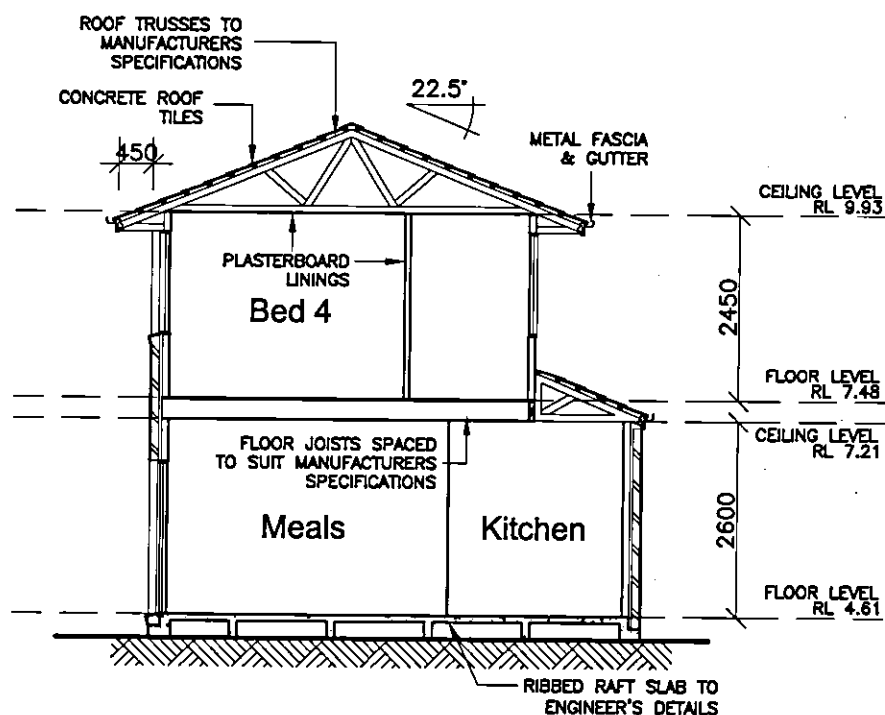 ROOF TRUSSES TO
MANUFACTURERS
SPECIFICATIONS
22.5°
CONCRETE ROOF
TILES
450
METAL FASCIA
& GUTTER
CEILING LEVEL
RL 9.93
PLASTERBOARD
LININGS
Bed 4
2450
FLOOR LEVEL
RL 7.48
FLOOR JOISTS SPACED
TO SUIT MANUFACTURERS
SPECIFICATIONS
CEILING LEVEL
RL 7.21
Meals
Kitchen
2600
FLOOR LEVEL
RL 4.61
RIBBED RAFT SLAB TO
ENGINEER'S DETAILS